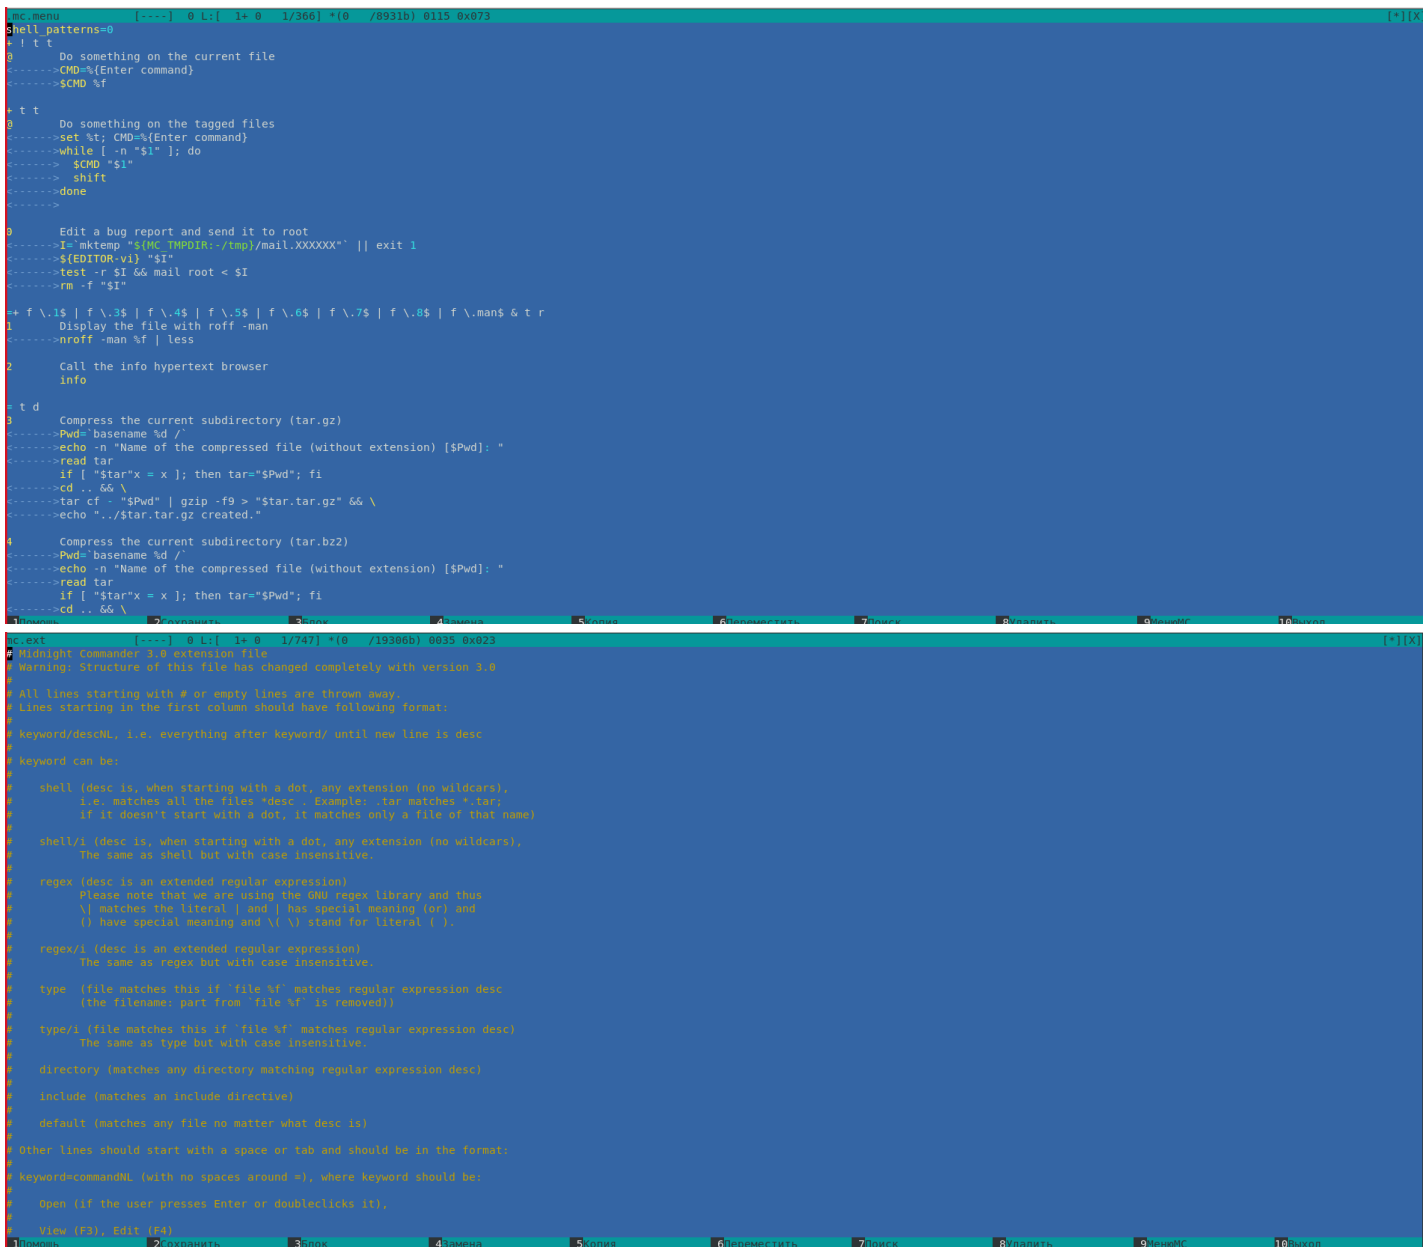 .mc.menu           [----]  0 L:[  1+ 0   1/366] *(0   /8931b) 0115 0x073                    [*][X
shell_patterns=0
+ ! t t
@       Do something on the current file
<------>CMD=%{Enter command}
<------>$CMD %f

+ t t
@       Do something on the tagged files
<------>set %t; CMD=%{Enter command}
<------>while [ -n "$1" ]; do
<------>  $CMD "$1"
<------>  shift
<------>done
<------>

0       Edit a bug report and send it to root
<------>I=`mktemp "${MC_TMPDIR:-/tmp}/mail.XXXXXX"` || exit 1
<------>${EDITOR-vi} "$I"
<------>test -r $I && mail root < $I
<------>rm -f "$I"

=+ f \.1$ | f \.3$ | f \.4$ | f \.5$ | f \.6$ | f \.7$ | f \.8$ | f \.man$ & t r
1       Display the file with roff -man
<------>nroff -man %f | less

2       Call the info hypertext browser
        info

= t d
3       Compress the current subdirectory (tar.gz)
<------>Pwd=`basename %d /`
<------>echo -n "Name of the compressed file (without extension) [$Pwd]: "
<------>read tar
        if [ "$tar"x = x ]; then tar="$Pwd"; fi
<------>cd .. && \
<------>tar cf - "$Pwd" | gzip -f9 > "$tar.tar.gz" && \
<------>echo "../$tar.tar.gz created."

4       Compress the current subdirectory (tar.bz2)
<------>Pwd=`basename %d /`
<------>echo -n "Name of the compressed file (without extension) [$Pwd]: "
<------>read tar
        if [ "$tar"x = x ]; then tar="$Pwd"; fi
<------>cd .. && \
1Помощь 2Сохранить 3Блок 4Замена 5Копия 6Переместить 7Поиск 8Удалить 9МенюMC 10Выход
mc.ext             [----]  0 L:[  1+ 0   1/747] *(0   /19386b) 0035 0x023                    [*][X]
# Midnight Commander 3.0 extension file
# Warning: Structure of this file has changed completely with version 3.0
#
# All lines starting with # or empty lines are thrown away.
# Lines starting in the first column should have following format:
#
# keyword/descNL, i.e. everything after keyword/ until new line is desc
#
# keyword can be:
#
#    shell (desc is, when starting with a dot, any extension (no wildcars),
#          i.e. matches all the files *desc . Example: .tar matches *.tar;
#          if it doesn't start with a dot, it matches only a file of that name)
#
#    shell/i (desc is, when starting with a dot, any extension (no wildcars),
#          The same as shell but with case insensitive.
#
#    regex (desc is an extended regular expression)
#          Please note that we are using the GNU regex library and thus
#          \| matches the literal | and | has special meaning (or) and
#          () have special meaning and \( \) stand for literal ( ).
#
#    regex/i (desc is an extended regular expression)
#          The same as regex but with case insensitive.
#
#    type  (file matches this if `file %f` matches regular expression desc
#          (the filename: part from `file %f` is removed))
#
#    type/i (file matches this if `file %f` matches regular expression desc)
#          The same as type but with case insensitive.
#
#    directory (matches any directory matching regular expression desc)
#
#    include (matches an include directive)
#
#    default (matches any file no matter what desc is)
#
# Other lines should start with a space or tab and should be in the format:
#
# keyword=commandNL (with no spaces around =), where keyword should be:
#
#    Open (if the user presses Enter or doubleclicks it),
#
#    View (F3), Edit (F4)
1Помощь 2Сохранить 3Блок 4Замена 5Копия 6Переместить 7Поиск 8Удалить 9МенюMC 10Выход